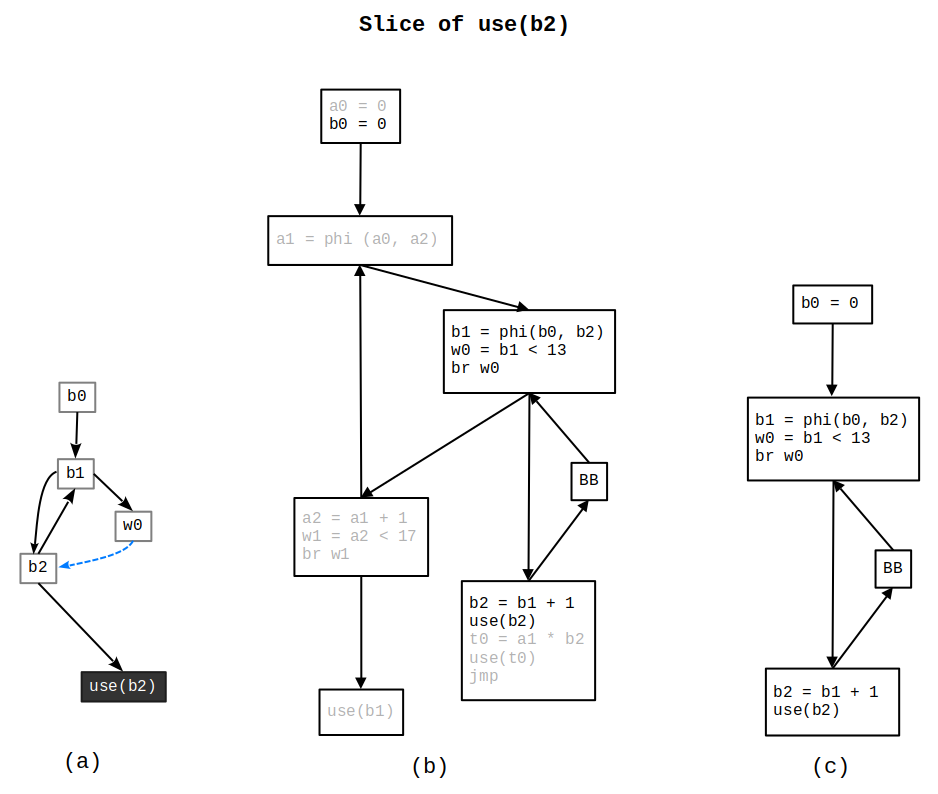 Slice of use(b2)
b0
b1
w0
b2
use(b2)
(a)
a0 = 0
b0 = 0
a1 = phi (a0, a2)
b1 = phi(b0, b2)
w0 = b1 < 13
br w0
BB
a2 = a1 + 1
w1 = a2 < 17
br w1
b2 = b1 + 1
use(b2)
t0 = a1 * b2
use(t0)
jmp
use(b1)
(b)
b0 = 0
b1 = phi(b0, b2)
w0 = b1 < 13
br w0
BB
b2 = b1 + 1
use(b2)
(c)